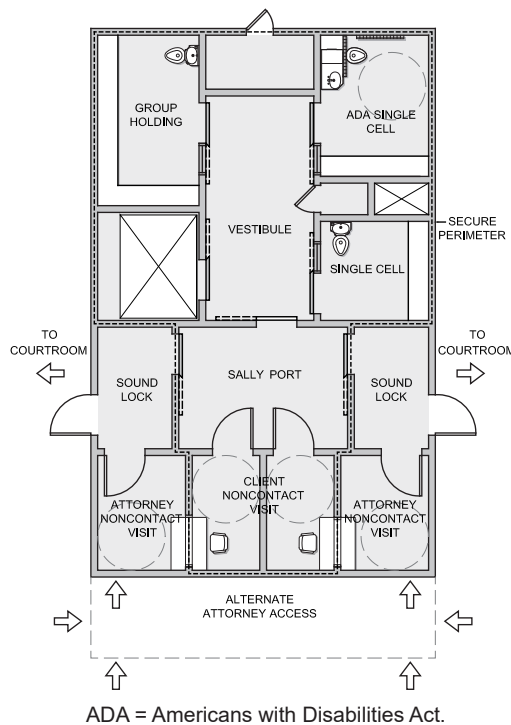 GROUP
HOLDING
ADA SINGLE
CELL
VESTIBULE
SECURE
PERIMETER
SINGLE CELL
TO
COURTROOM
TO
COURTROOM
SOUND
LOCK
SALLY PORT
SOUND
LOCK
CLIENT
NONCONTACT
VISIT
ATTORNEY
NONCONTACT
VISIT
ATTORNEY
NONCONTACT
VISIT
ALTERNATE
ATTORNEY ACCESS
ADA = Americans with Disabilities Act.